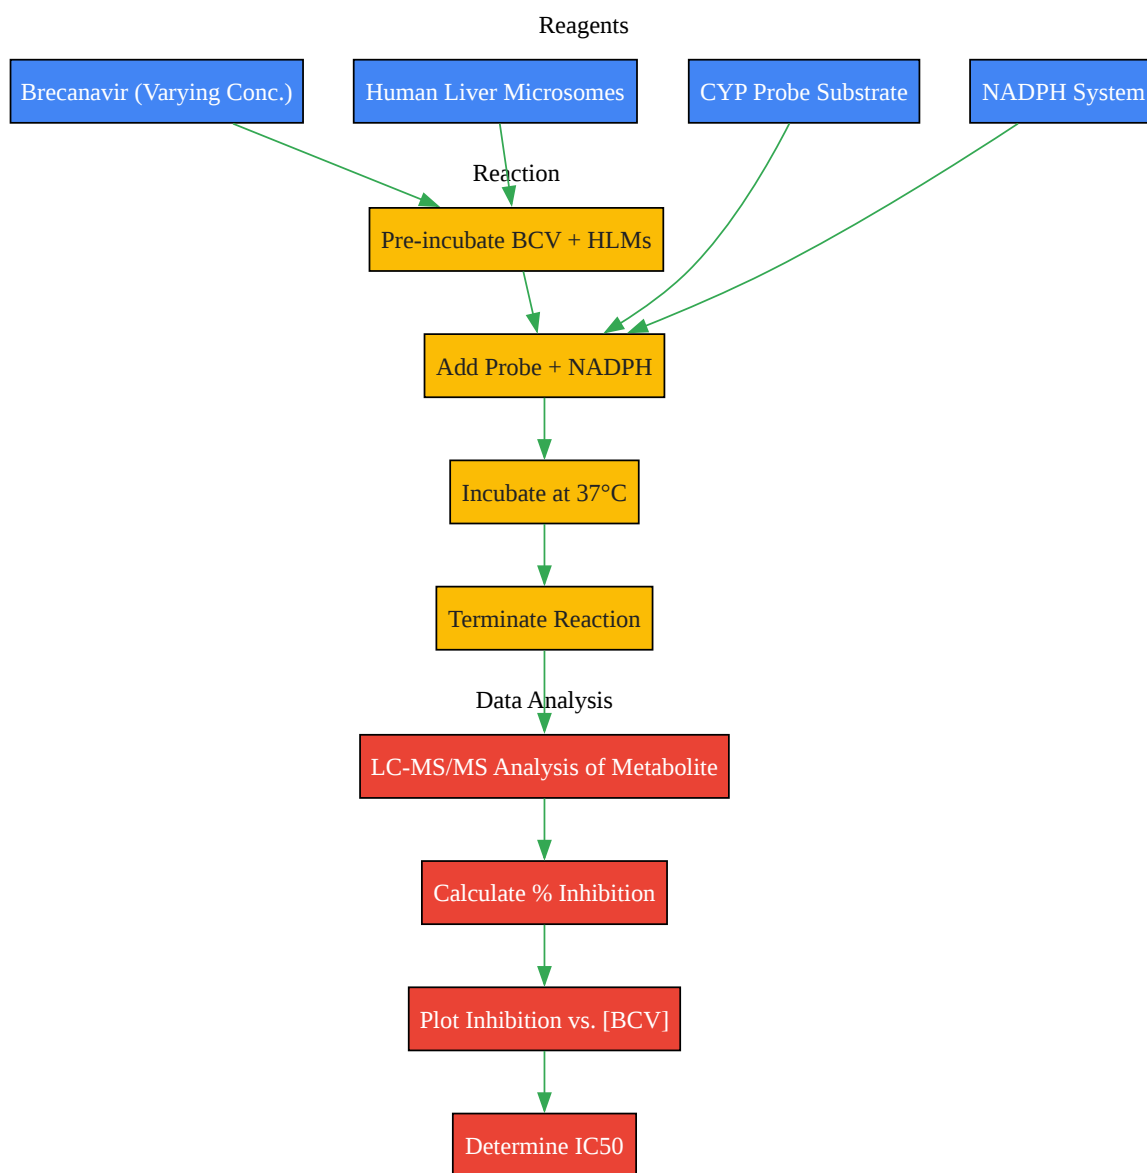 Reagents
Brecanavir (Varying Conc.)
Human Liver Microsomes
CYP Probe Substrate
NADPH System
Reaction
Pre-incubate BCV + HLMs
Add Probe + NADPH
Incubate at 37°C
Terminate Reaction
Data Analysis
LC-MS/MS Analysis of Metabolite
Calculate % Inhibition
Plot Inhibition vs. [BCV]
Determine IC50